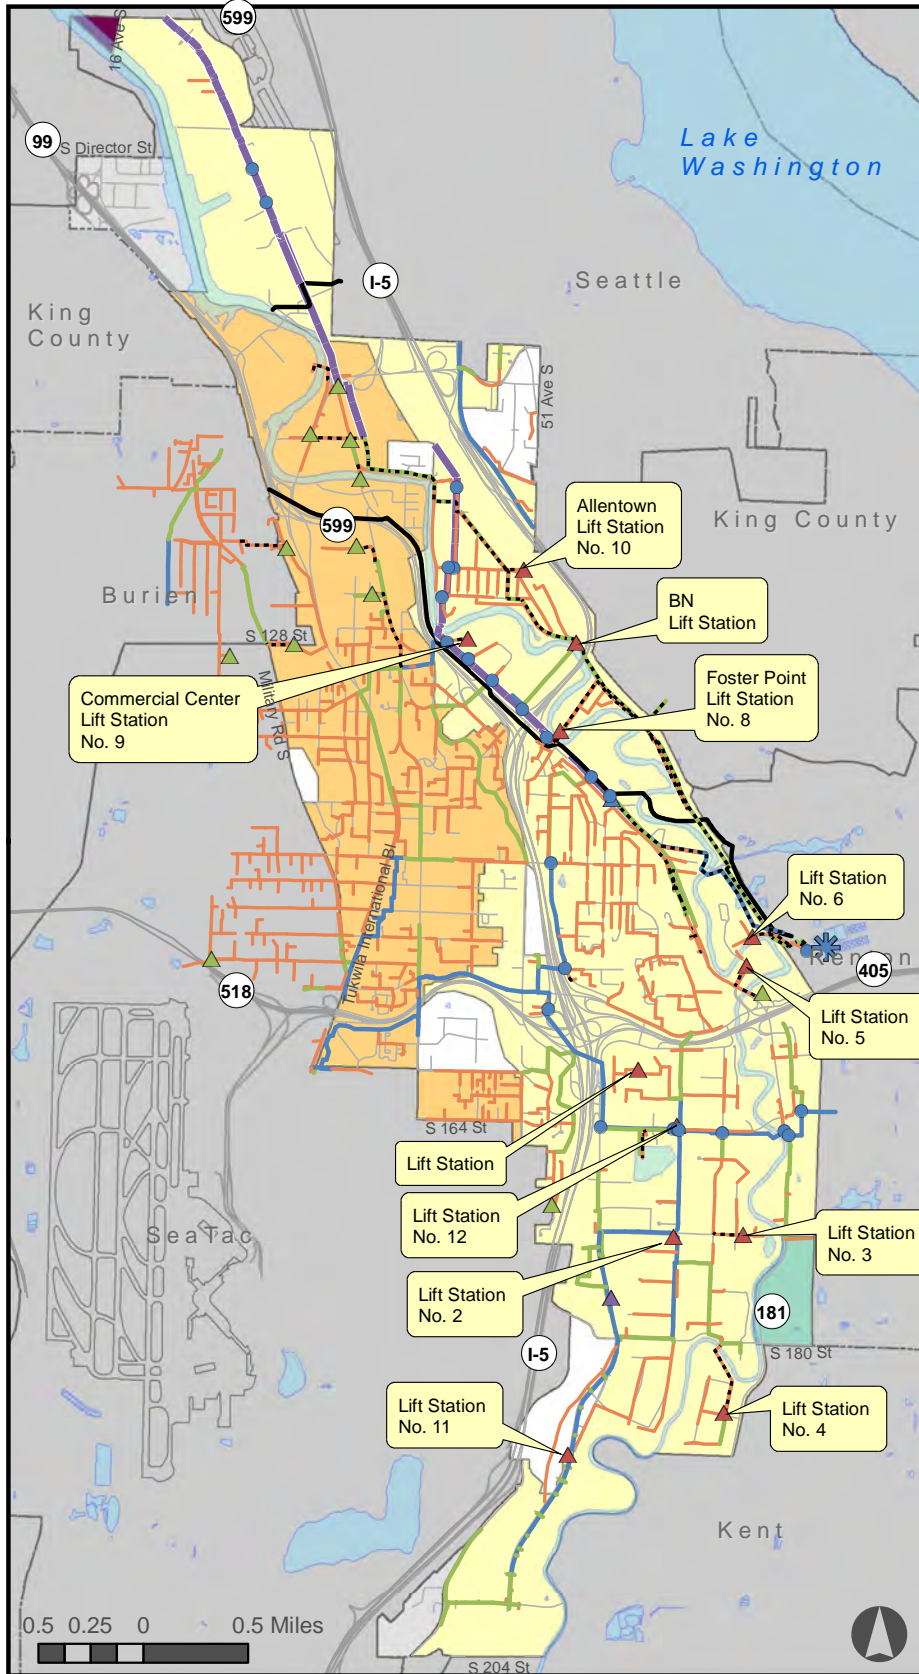 599
16 Ave S
99
S Director St
Lake
Washington
I-5
Seattle
King
County
51 Ave S
Allentown
Lift Station
No. 10
King County
599
Burien
BN
Lift Station
S 128 St
Foster Point
Lift Station
No. 8
Commercial Center
Lift Station
No. 9
Military Rd S
Tukwila International Bl
Lift Station
No. 6
Renton
405
518
Lift Station
No. 5
S 164 St
Lift Station
Lift Station
No. 12
SeaTac
Lift Station
No. 3
Lift Station
No. 2
181
S 180 St
I-5
Lift Station
No. 11
Lift Station
No. 4
Kent
0.5 0.25 0 0.5 Miles
S 204 St